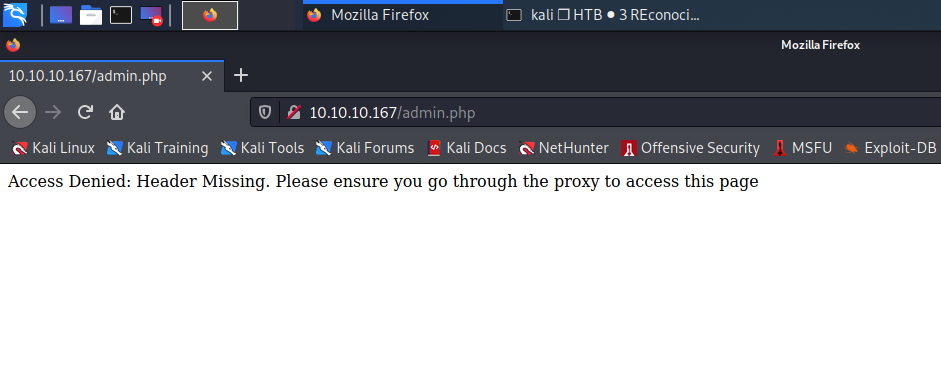 Mozilla Firefox
kali ❐ HTB ● 3 REconoci...
Mozilla Firefox
10.10.10.167/admin.php
10.10.10.167/admin.php
Kali Linux Kali Training Kali Tools Kali Forums Kali Docs NetHunter Offensive Security MSFU Exploit-DB
Access Denied: Header Missing. Please ensure you go through the proxy to access this page